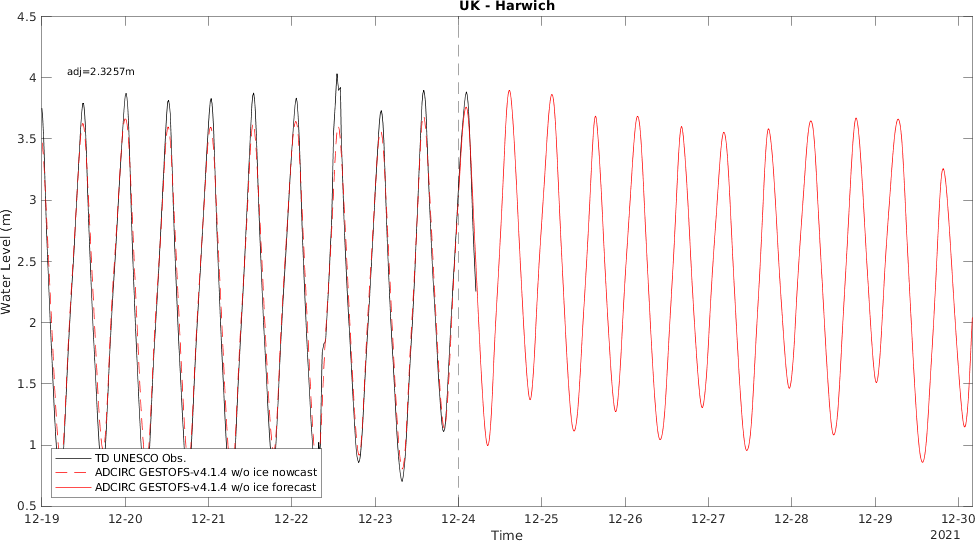 UK - Harwich
adj=2.3257m
Water Level (m)
4.5
4
3.5
3
2.5
2
1.5
1
0.5
TD UNESCO Obs.
ADCIRC GESTOFS-v4.1.4 w/o ice nowcast
ADCIRC GESTOFS-v4.1.4 w/o ice forecast
12-19 12-20 12-21 12-22 12-23 12-24 12-25 12-26 12-27 12-28 12-29 12-30
Time
2021